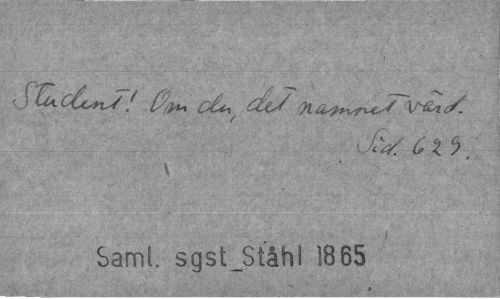 Student! Om du, det namnet värd.
Sid. 629.
Saml. sgst_Ståhl 1865